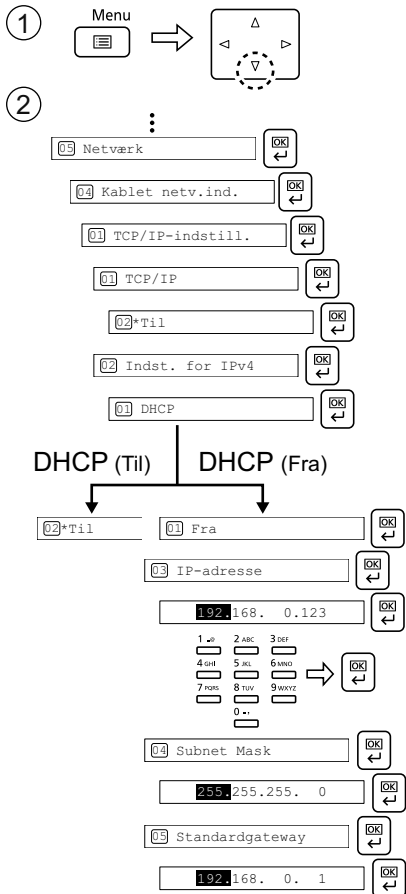 1
Menu
2
05 Netværk OK
04 Kablet netv.ind. OK
01 TCP/IP-indstill. OK
01 TCP/IP OK
02*Til OK
02 Indst. for IPv4 OK
01 DHCP OK
DHCP (Til) DHCP (Fra)
02*Til 01 Fra OK
03 IP-adresse OK
192.168. 0.123 OK
1 .@ 2 ABC 3 DEF
4 GHI 5 JKL 6 MNO OK
7 PQRS 8 TUV 9 WXYZ
0 -,
04 Subnet Mask OK
255.255.255. 0 OK
05 Standardgateway OK
192.168. 0. 1 OK